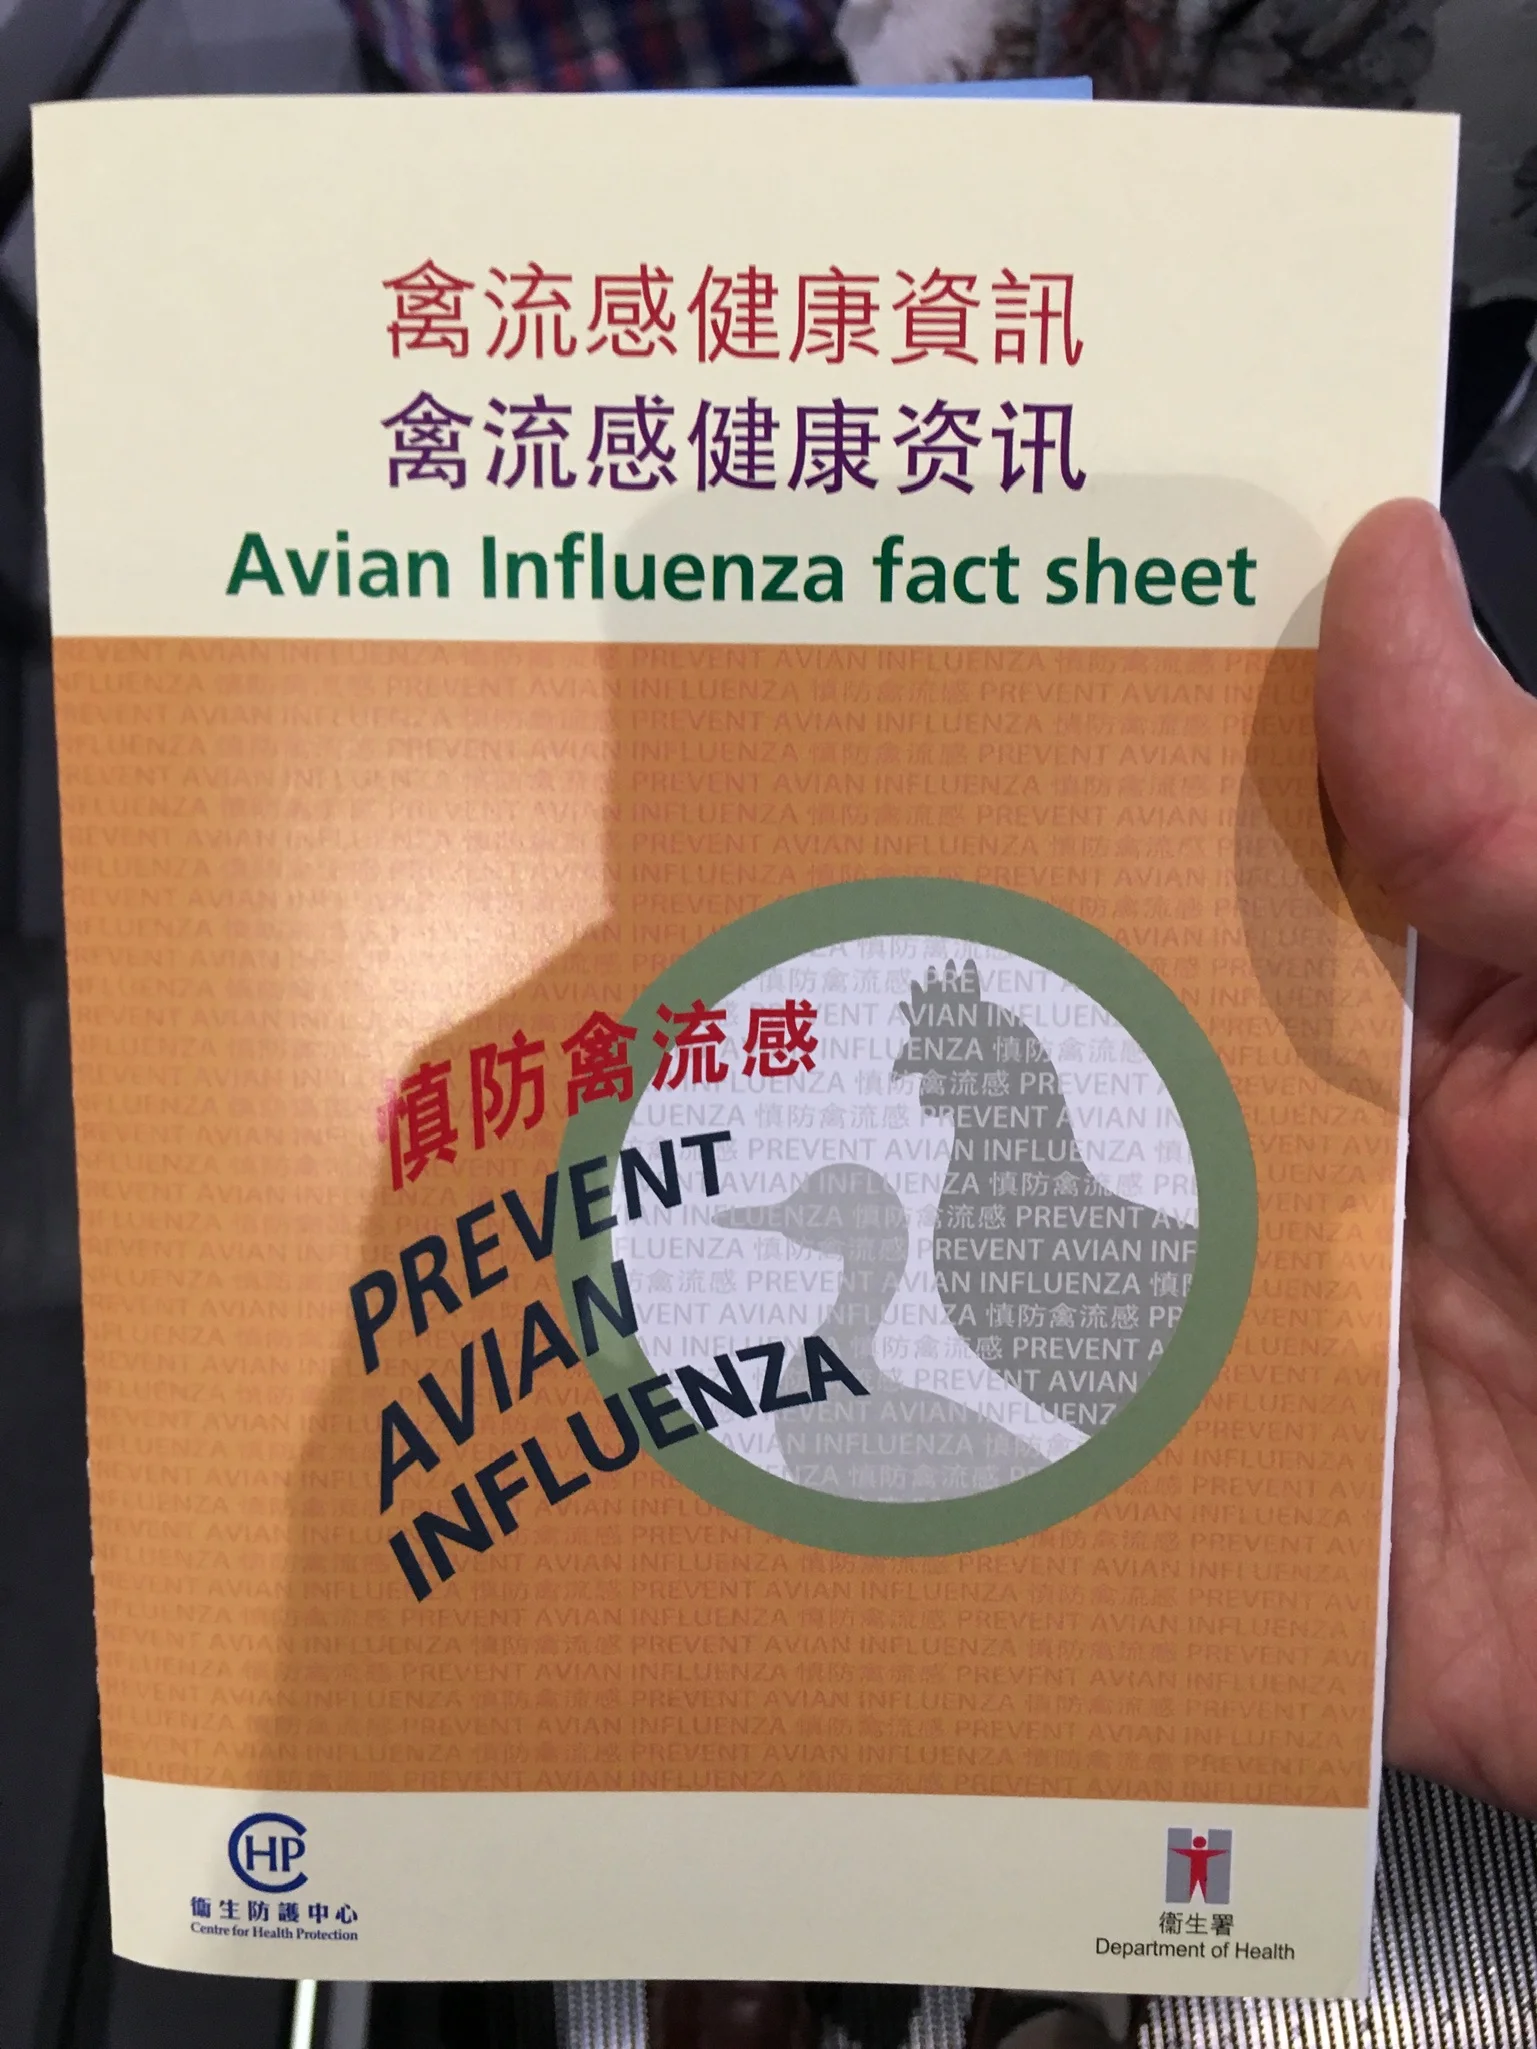 禽流感健康資訊
禽流感健康资讯
Avian Influenza fact sheet
慎防禽流感
PREVENT
AVIAN
INFLUENZA
CHP
衞生防護中心
Centre for Health Protection
衞生署
Department of Health